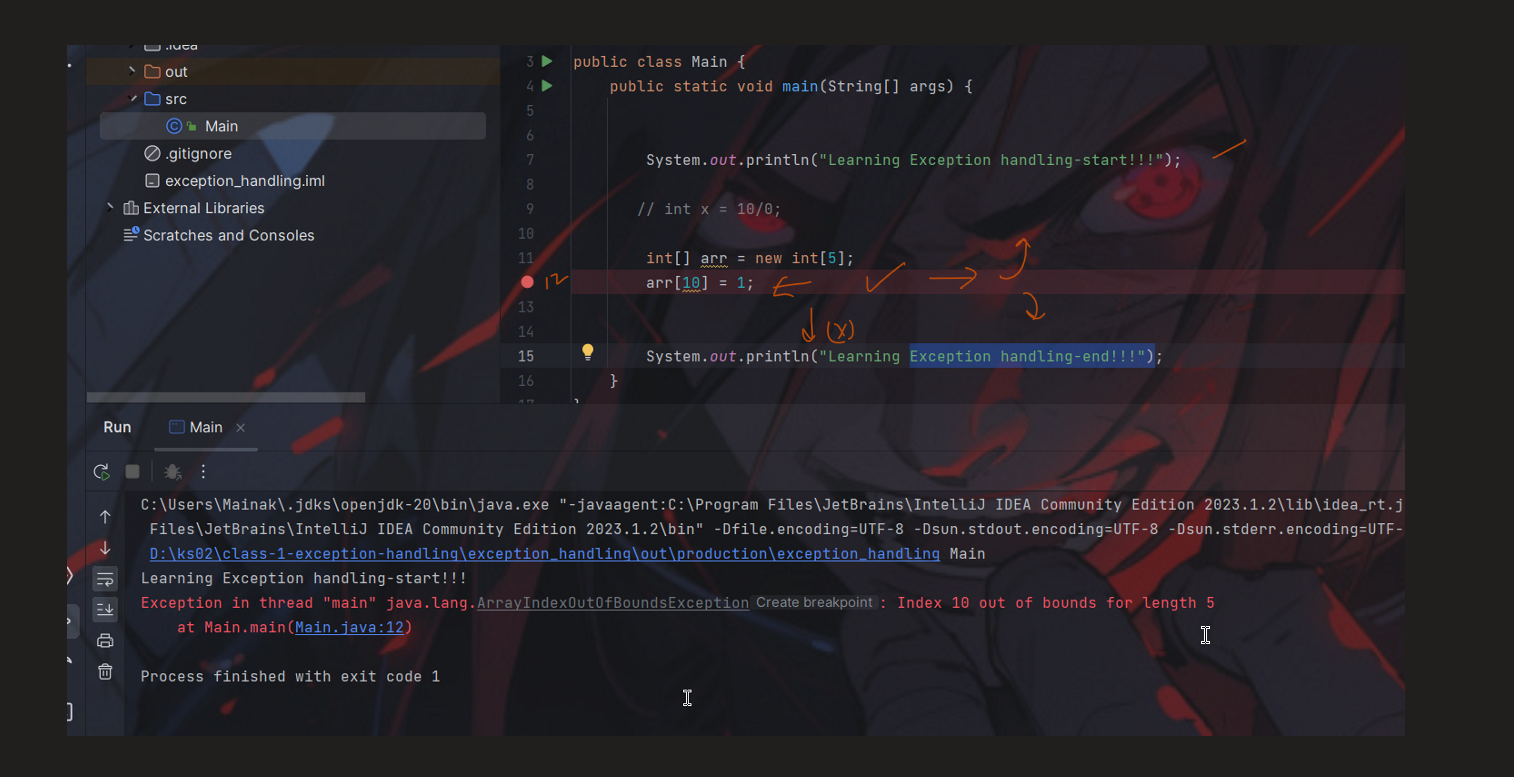 .idea
out
src
Main
.gitignore
exception_handling.iml
External Libraries
Scratches and Consoles
3 public class Main {
4 public static void main(String[] args) {
5
6
7 System.out.println("Learning Exception handling-start!!!");
8
9 // int x = 10/0;
10
11 int[] arr = new int[5];
12 arr[10] = 1;
13
14 (x)
15 System.out.println("Learning Exception handling-end!!!");
16 }
17 }
Run Main
C:\Users\Mainak\.jdks\openjdk-20\bin\java.exe "-javaagent:C:\Program Files\JetBrains\IntelliJ IDEA Community Edition 2023.1.2\lib\idea_rt.j
Files\JetBrains\IntelliJ IDEA Community Edition 2023.1.2\bin" -Dfile.encoding=UTF-8 -Dsun.stdout.encoding=UTF-8 -Dsun.stderr.encoding=UTF-
D:\ks02\class-1-exception-handling\exception_handling\out\production\exception_handling Main
Learning Exception handling-start!!!
Exception in thread "main" java.lang.ArrayIndexOutOfBoundsException Create breakpoint : Index 10 out of bounds for length 5
at Main.main(Main.java:12)
Process finished with exit code 1